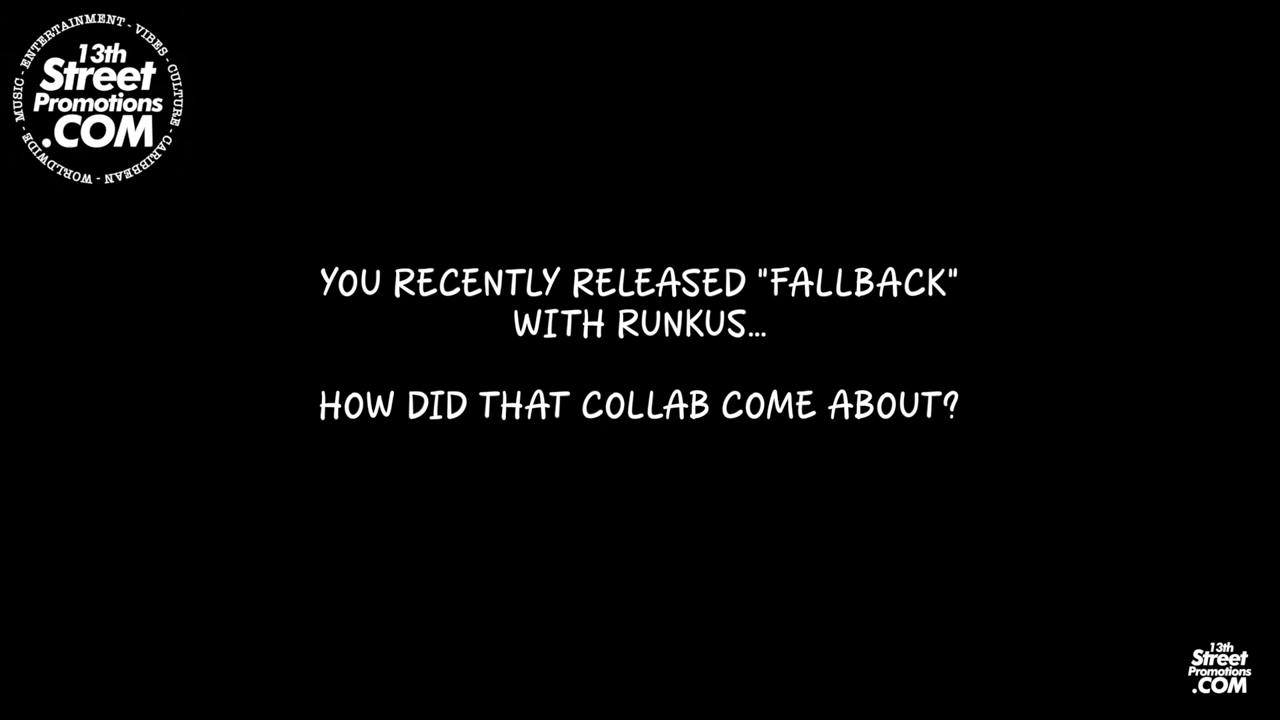 MUSIC - ENTERTAINMENT - VIBES - CULTURE - CARIBBEAN - WORLDWIDE -
13th
Street
Promotions
.COM
YOU RECENTLY RELEASED "FALLBACK"
WITH RUNKUS...
HOW DID THAT COLLAB COME ABOUT?
13th
Street
Promotions
.COM